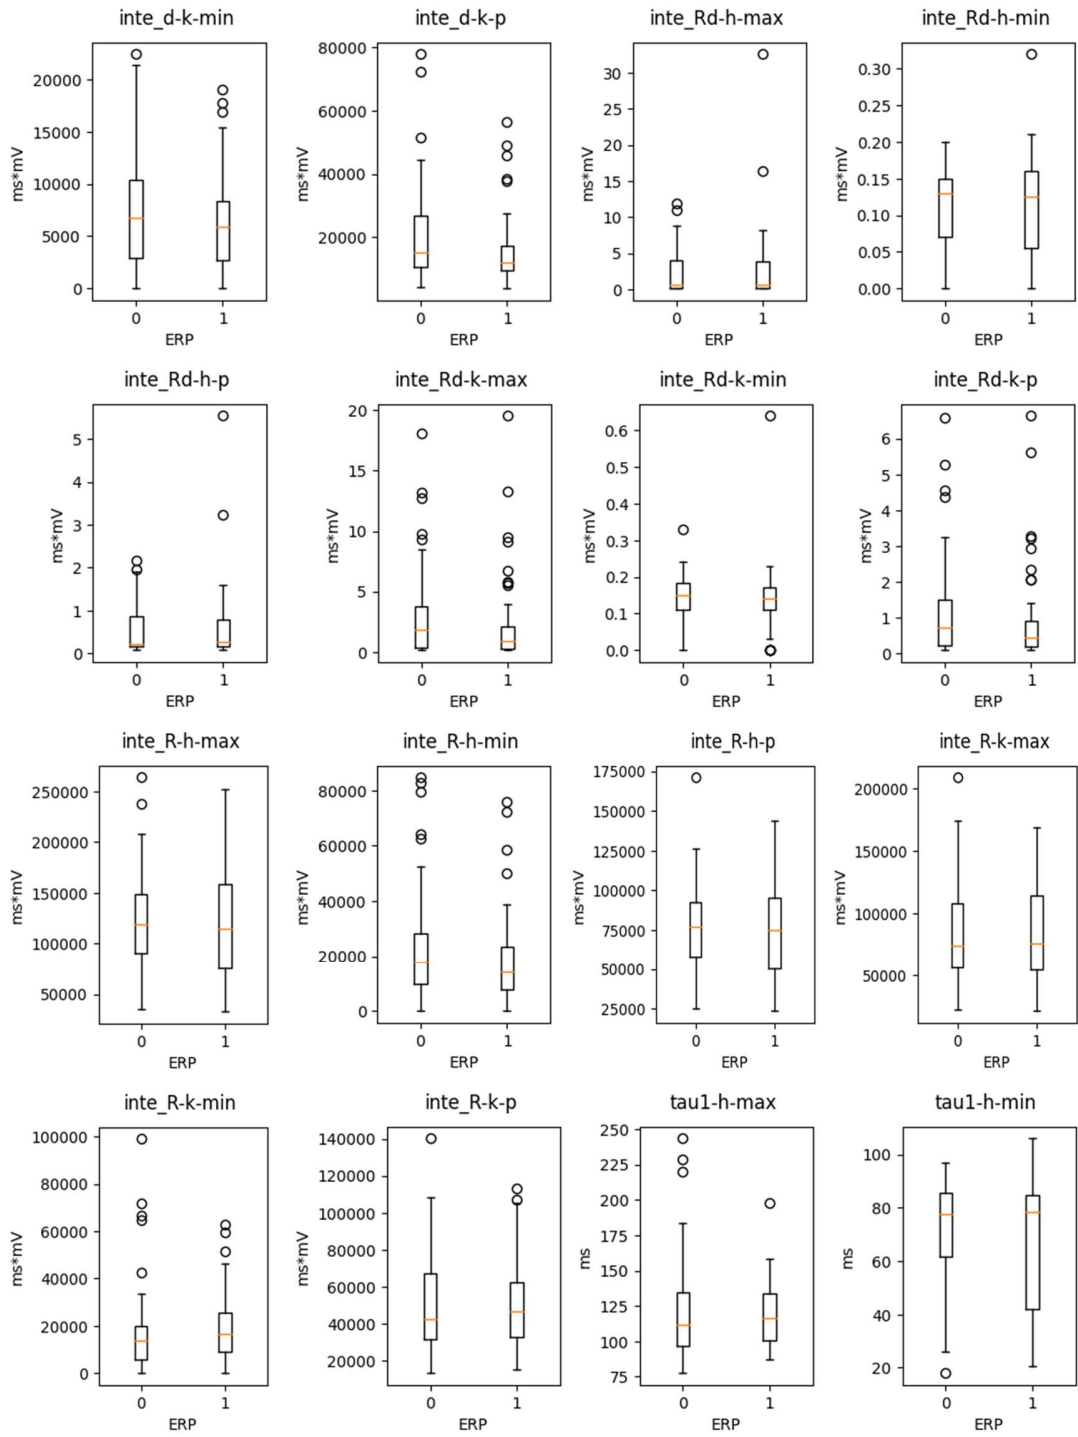 inte_d-k-min inte_d-k-p inte_Rd-h-max inte_Rd-h-min
ms*mV 20000 15000 10000 5000 0 0 1 ERP
ms*mV 80000 60000 40000 20000 0 1 ERP
ms*mV 30 25 20 15 10 5 0 0 1 ERP
ms*mV 0.30 0.25 0.20 0.15 0.10 0.05 0.00 0 1 ERP
inte_Rd-h-p inte_Rd-k-max inte_Rd-k-min inte_Rd-k-p
ms*mV 5 4 3 2 1 0 0 1 ERP
ms*mV 20 15 10 5 0 0 1 ERP
ms*mV 0.6 0.5 0.4 0.3 0.2 0.1 0.0 0 1 ERP
ms*mV 6 5 4 3 2 1 0 0 1 ERP
inte_R-h-max inte_R-h-min inte_R-h-p inte_R-k-max
ms*mV 250000 200000 150000 100000 50000 0 1 ERP
ms*mV 80000 60000 40000 20000 0 0 1 ERP
ms*mV 175000 150000 125000 100000 75000 50000 25000 0 1 ERP
ms*mV 200000 150000 100000 50000 0 1 ERP
inte_R-k-min inte_R-k-p tau1-h-max tau1-h-min
ms*mV 100000 80000 60000 40000 20000 0 0 1 ERP
ms*mV 140000 120000 100000 80000 60000 40000 20000 0 1 ERP
ms 250 225 200 175 150 125 100 75 0 1 ERP
ms 100 80 60 40 20 0 1 ERP